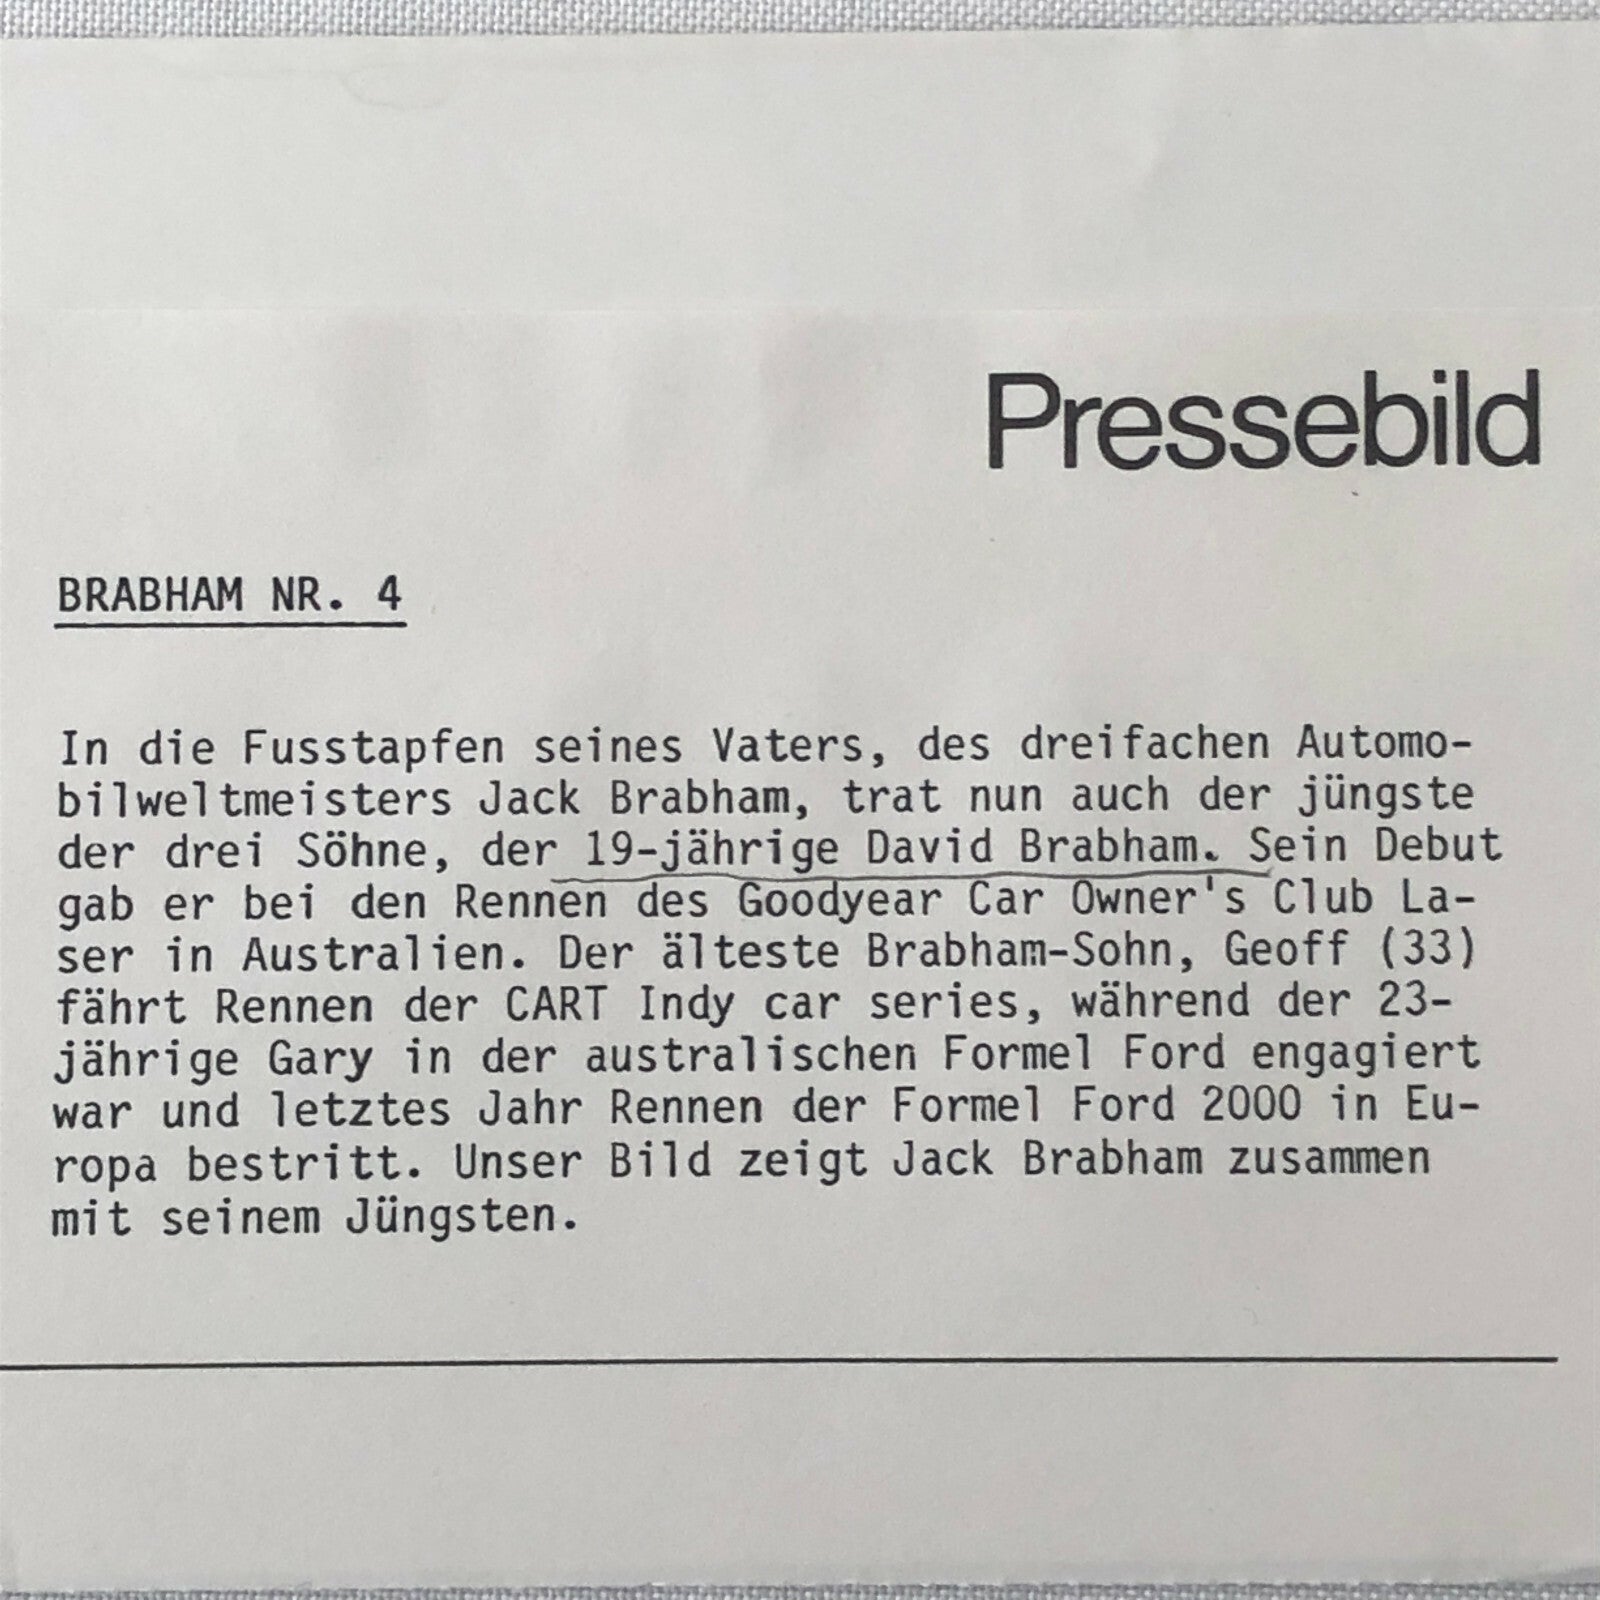 Pressebild
BRABHAM NR. 4
In die Fusstapfen seines Vaters, des dreifachen Automo-
bilweltmeisters Jack Brabham, trat nun auch der jüngste
der drei Söhne, der 19-jährige David Brabham. Sein Debut
gab er bei den Rennen des Goodyear Car Owner's Club La-
ser in Australien. Der älteste Brabham-Sohn, Geoff (33)
fährt Rennen der CART Indy car series, während der 23-
jährige Gary in der australischen Formel Ford engagiert
war und letztes Jahr Rennen der Formel Ford 2000 in Eu-
ropa bestritt. Unser Bild zeigt Jack Brabham zusammen
mit seinem Jüngsten.